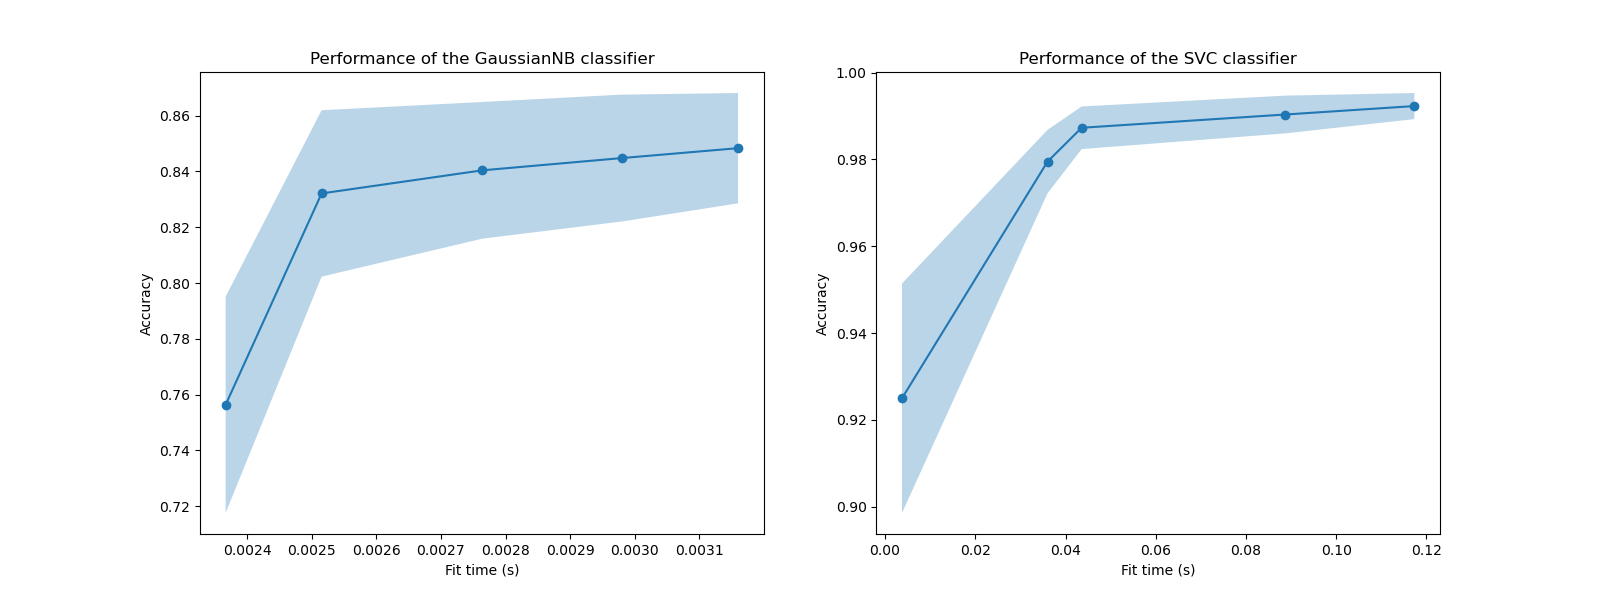 Performance of the GaussianNB classifier
Accuracy
0.86
0.84
0.82
0.80
0.78
0.76
0.74
0.72
0.0024 0.0025 0.0026 0.0027 0.0028 0.0029 0.0030 0.0031
Fit time (s)
Performance of the SVC classifier
Accuracy
1.00
0.98
0.96
0.94
0.92
0.90
0.00 0.02 0.04 0.06 0.08 0.10 0.12
Fit time (s)